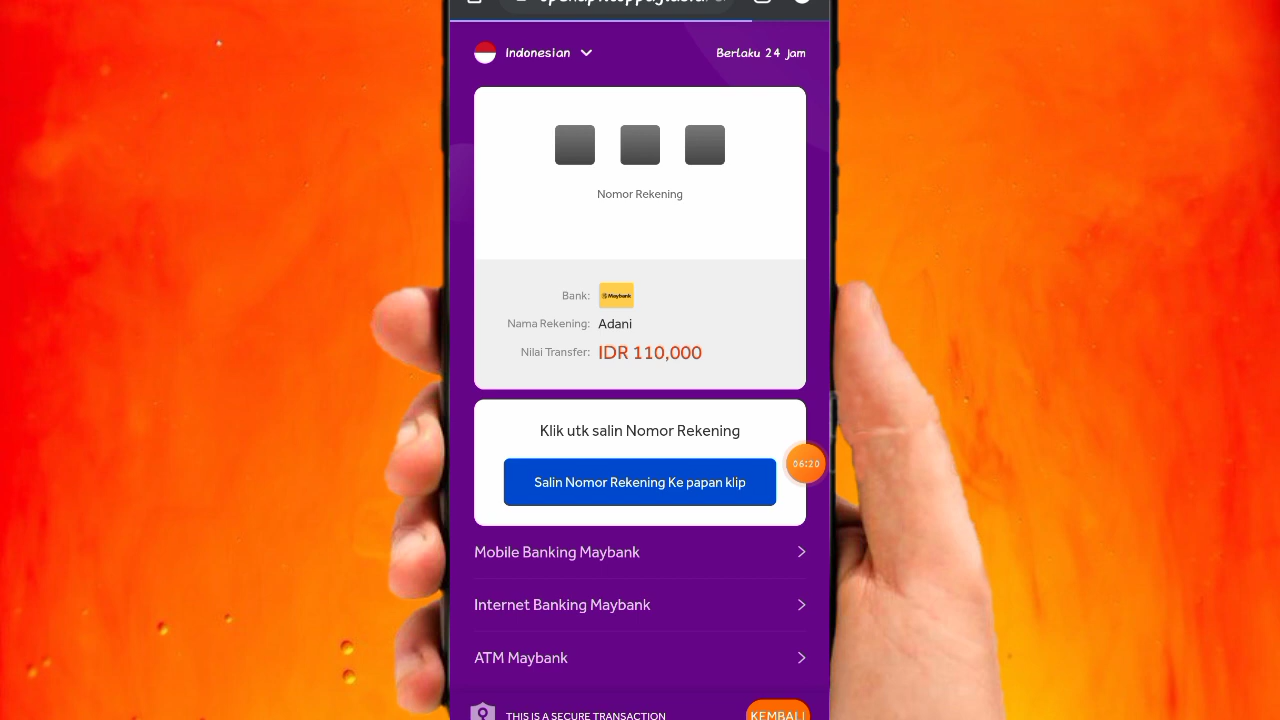 Indonesian
Berlaku 24 Jam
Nomor Rekening
Bank: Maybank
Nama Rekening: Adani
Nilai Transfer: IDR 110,000
Klik utk salin Nomor Rekening
Salin Nomor Rekening Ke papan klip
06:20
Mobile Banking Maybank
Internet Banking Maybank
ATM Maybank
THIS IS A SECURE TRANSACTION
KEMBALI